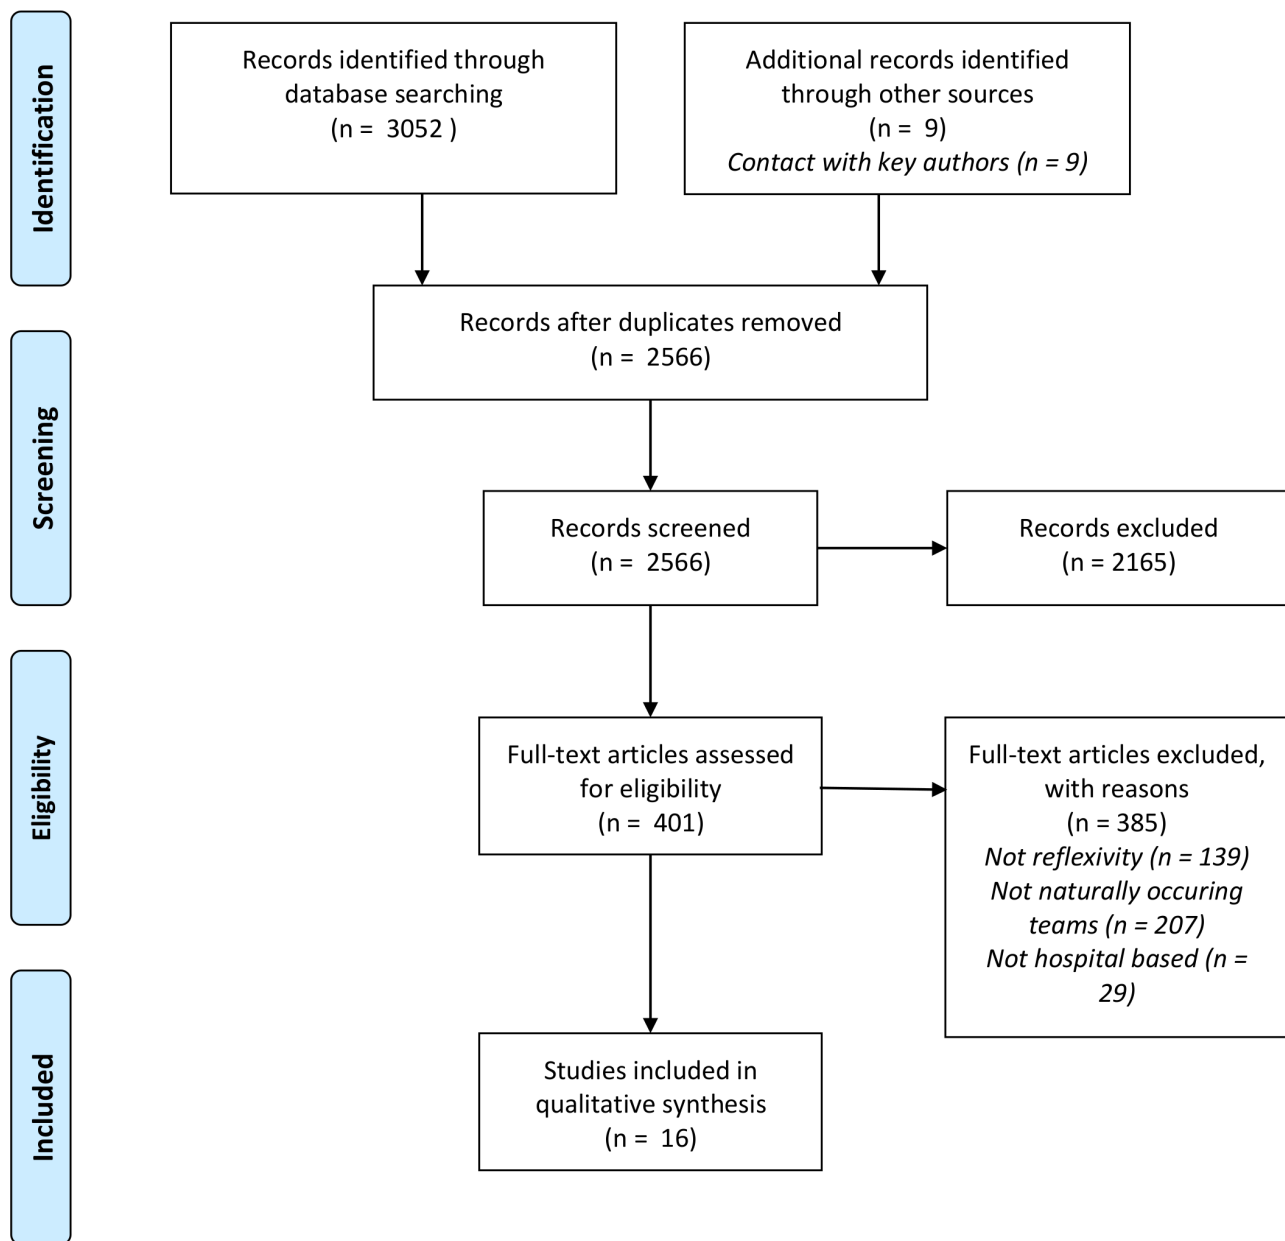 Identification
Records identified through
database searching
(n =  3052 )
Additional records identified
through other sources
(n =  9)
Contact with key authors (n = 9)
Records after duplicates removed
(n =  2566)
Screening
Records screened
(n =  2566)
Records excluded
(n = 2165)
Eligibility
Full-text articles assessed
for eligibility
(n =  401)
Full-text articles excluded,
with reasons
(n = 385)
Not reflexivity (n = 139)
Not naturally occuring
teams (n = 207)
Not hospital based (n =
29)
Included
Studies included in
qualitative synthesis
(n =  16)